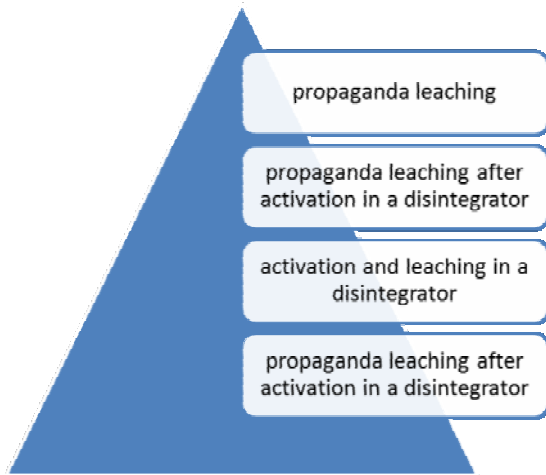 propaganda leaching
propaganda leaching after
activation in a disintegrator
activation and leaching in a
disintegrator
propaganda leaching after
activation in a disintegrator